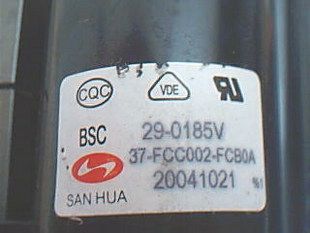 CQC
VDE
BSC 29-0185V
37-FCC002-FCB0A
20041021
SAN HUA